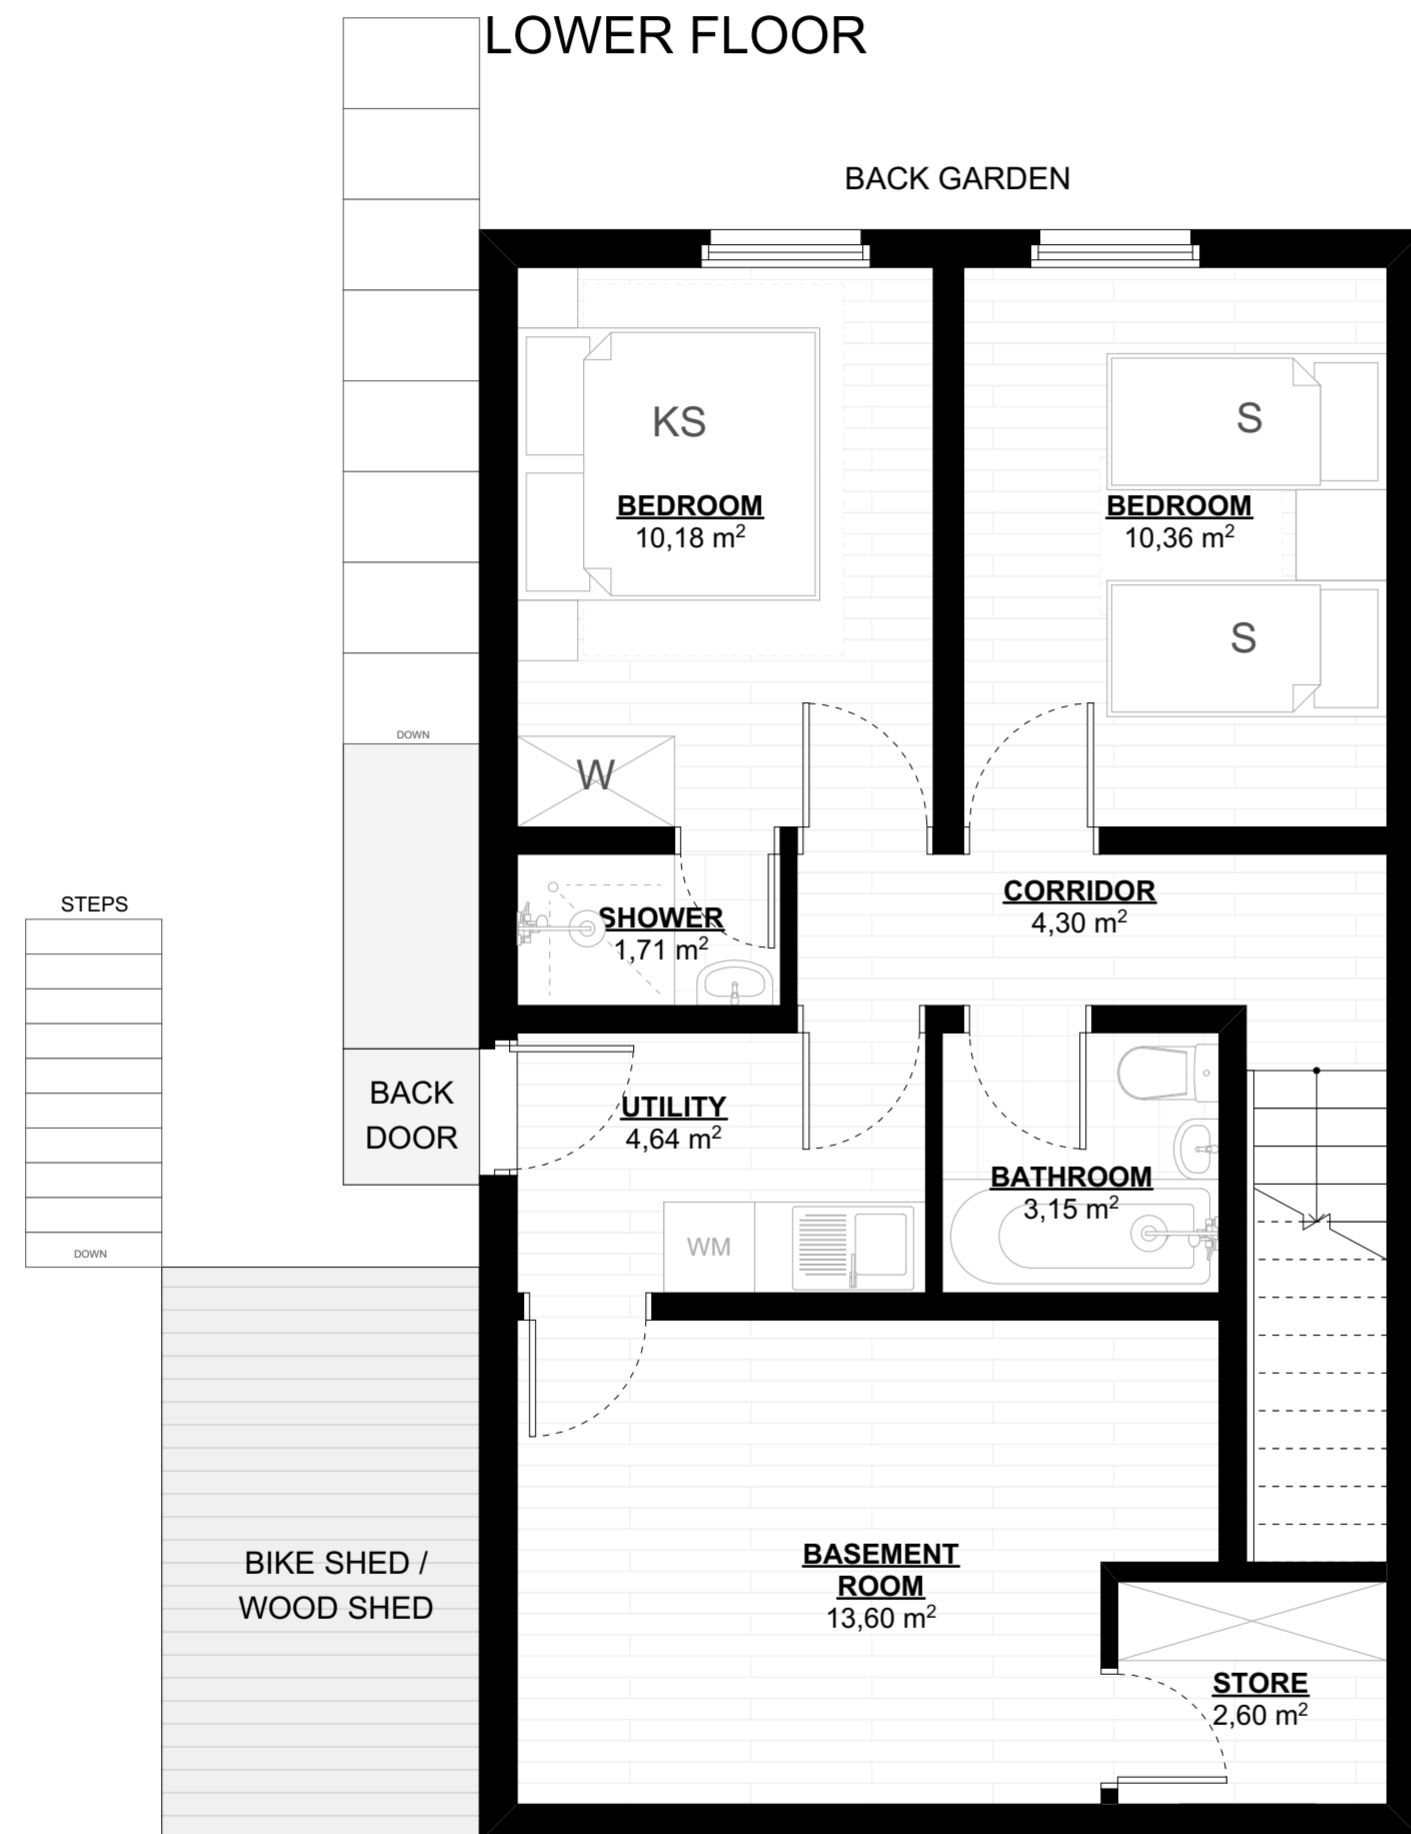 LOWER FLOOR
BACK GARDEN
KS
S
BEDROOM
10,18 m²
BEDROOM
10,36 m²
S
DOWN
W
STEPS
CORRIDOR
4,30 m²
SHOWER
1,71 m²
BACK
DOOR
UTILITY
4,64 m²
BATHROOM
3,15 m²
WM
DOWN
BIKE SHED /
WOOD SHED
BASEMENT
ROOM
13,60 m²
STORE
2,60 m²